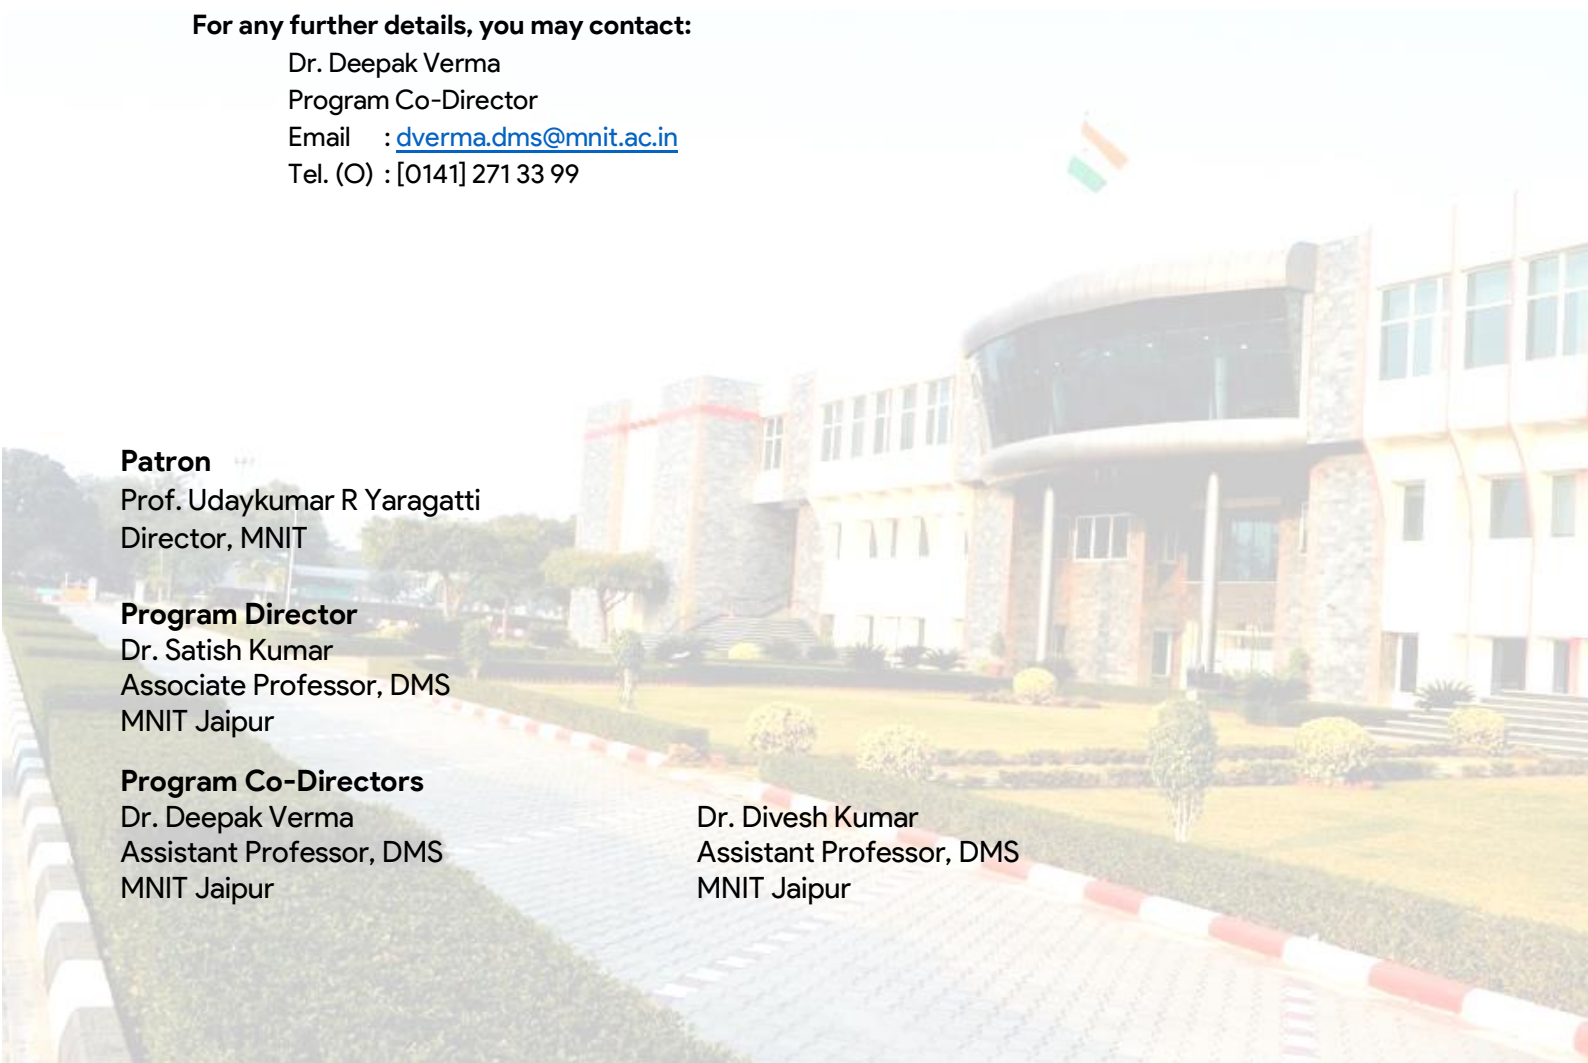 For any further details, you may contact:
Dr. Deepak Verma
Program Co-Director
Email : dverma.dms@mnit.ac.in
Tel. (O) : [0141] 271 33 99
Patron
Prof. Udaykumar R Yaragatti
Director, MNIT
Program Director
Dr. Satish Kumar
Associate Professor, DMS
MNIT Jaipur
Program Co-Directors
Dr. Deepak Verma
Assistant Professor, DMS
MNIT Jaipur
Dr. Divesh Kumar
Assistant Professor, DMS
MNIT Jaipur